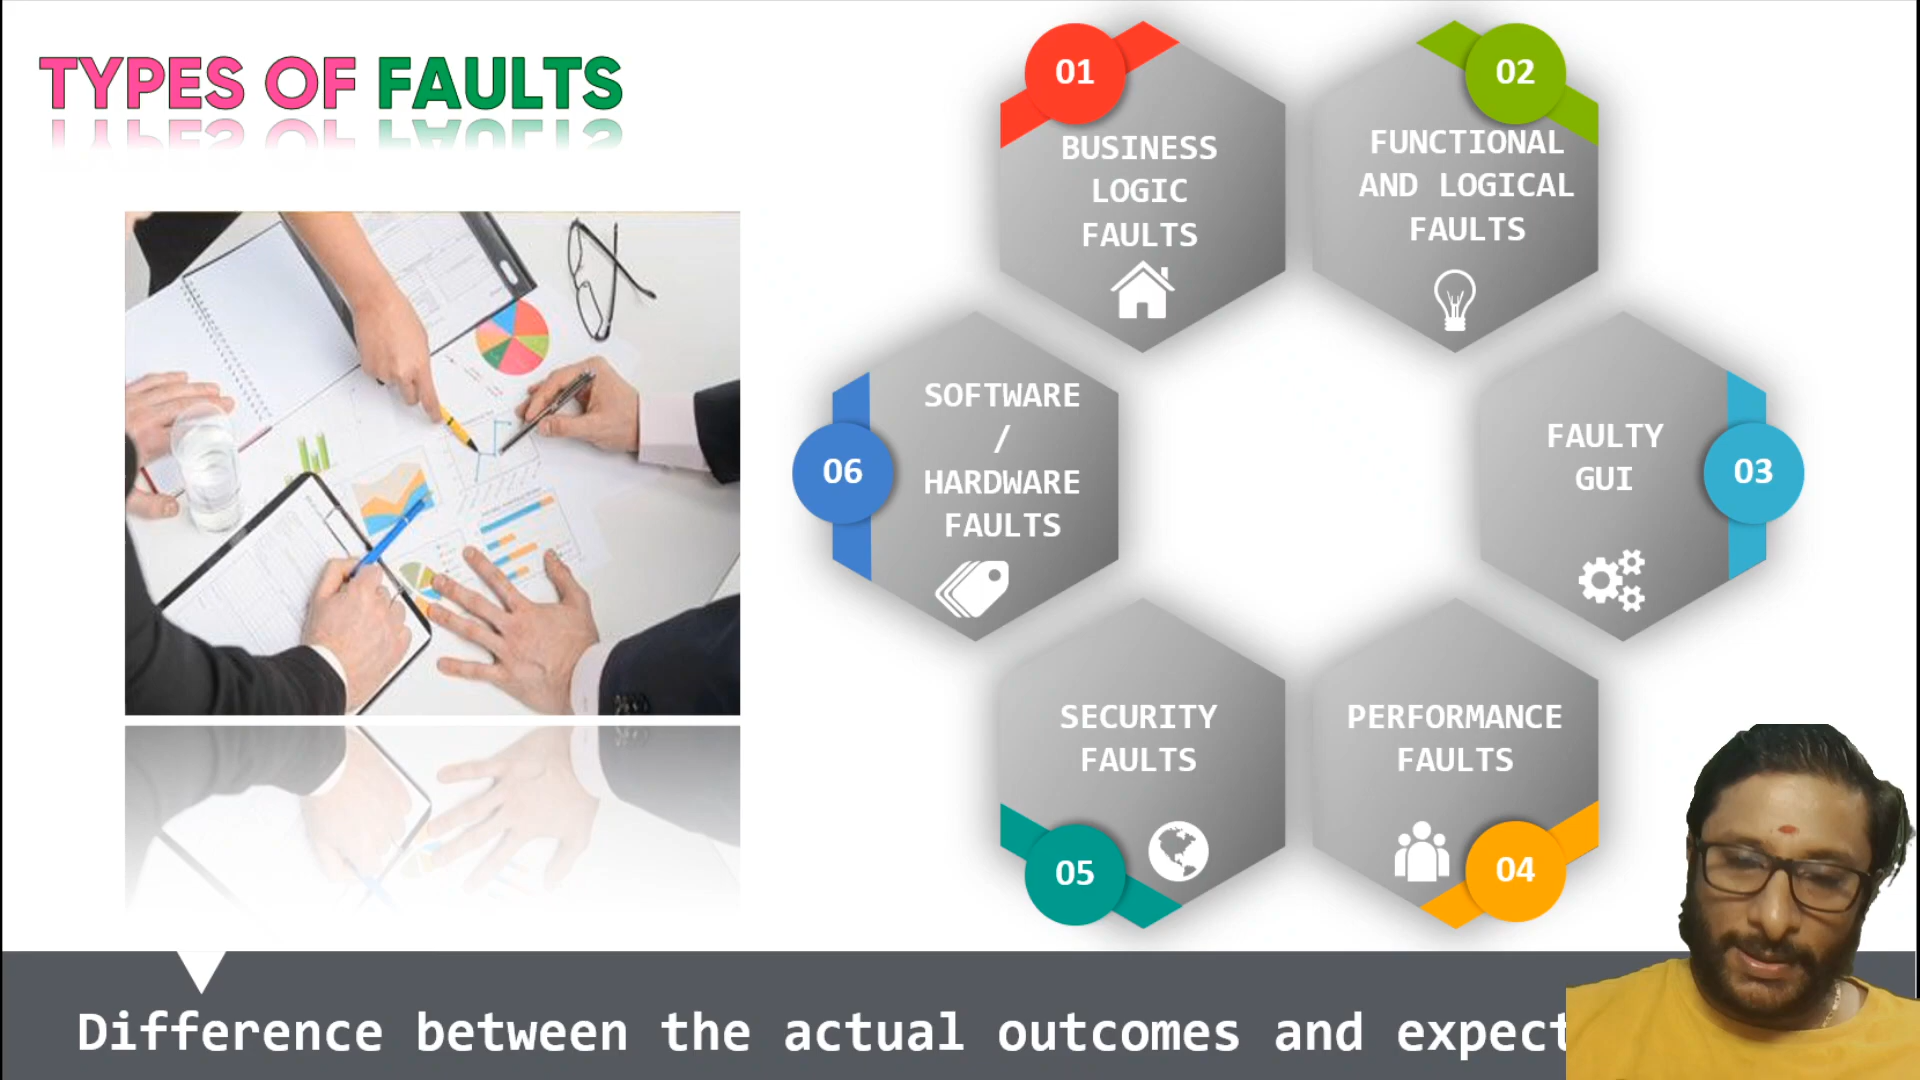 TYPES OF FAULTS
01
BUSINESS
LOGIC
FAULTS
02
FUNCTIONAL
AND LOGICAL
FAULTS
03
FAULTY
GUI
04
PERFORMANCE
FAULTS
05
SECURITY
FAULTS
06
SOFTWARE
/
HARDWARE
FAULTS
Difference between the actual outcomes and expect